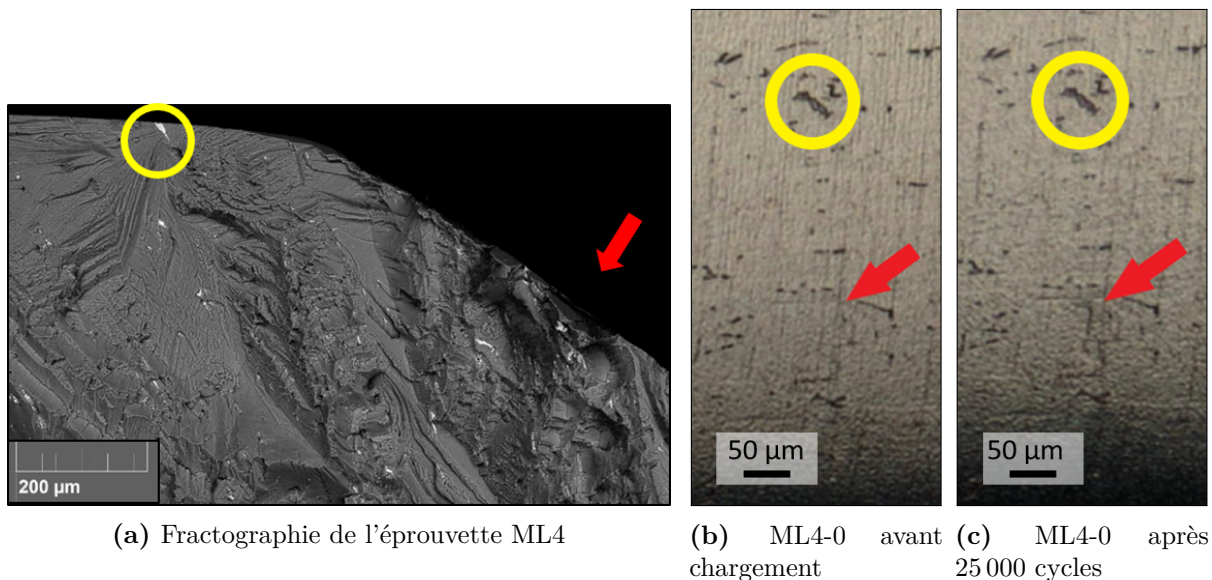 200 µm
50 µm
50 µm
(a) Fractographie de l'éprouvette ML4
(b) ML4-0 avant
chargement
(c) ML4-0 après
25 000 cycles